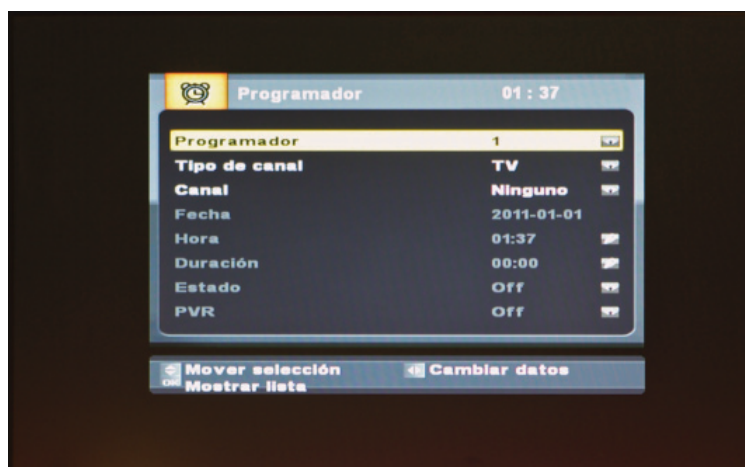 Programador 01 : 37
Programador 1
Tipo de canal TV
Canal Ninguno
Fecha 2011-01-01
Hora 01:37
Duración 00:00
Estado Off
PVR Off
Mover selección Cambiar datos
OK Mostrar lista